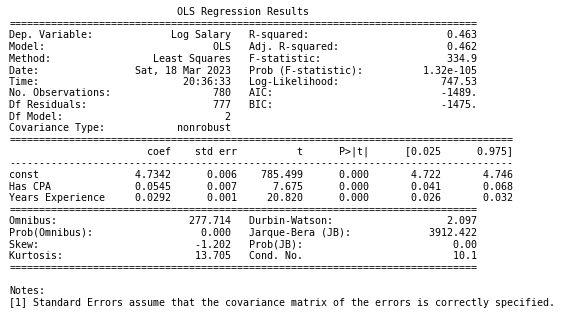 OLS Regression Results
==============================================================================
Dep. Variable:             Log Salary   R-squared:                       0.463
Model:                            OLS   Adj. R-squared:                  0.462
Method:                 Least Squares   F-statistic:                     334.9
Date:                Sat, 18 Mar 2023   Prob (F-statistic):          1.32e-105
Time:                        20:36:33   Log-Likelihood:                 747.53
No. Observations:                 780   AIC:                            -1489.
Df Residuals:                     777   BIC:                            -1475.
Df Model:                           2
Covariance Type:            nonrobust
====================================================================================
                       coef    std err          t      P>|t|      [0.025      0.975]
------------------------------------------------------------------------------------
const                4.7342      0.006    785.499      0.000       4.722       4.746
Has CPA              0.0545      0.007      7.675      0.000       0.041       0.068
Years Experience     0.0292      0.001     20.820      0.000       0.026       0.032
==============================================================================
Omnibus:                      277.714   Durbin-Watson:                   2.097
Prob(Omnibus):                  0.000   Jarque-Bera (JB):             3912.422
Skew:                          -1.202   Prob(JB):                         0.00
Kurtosis:                      13.705   Cond. No.                         10.1
==============================================================================
Notes:
[1] Standard Errors assume that the covariance matrix of the errors is correctly specified.